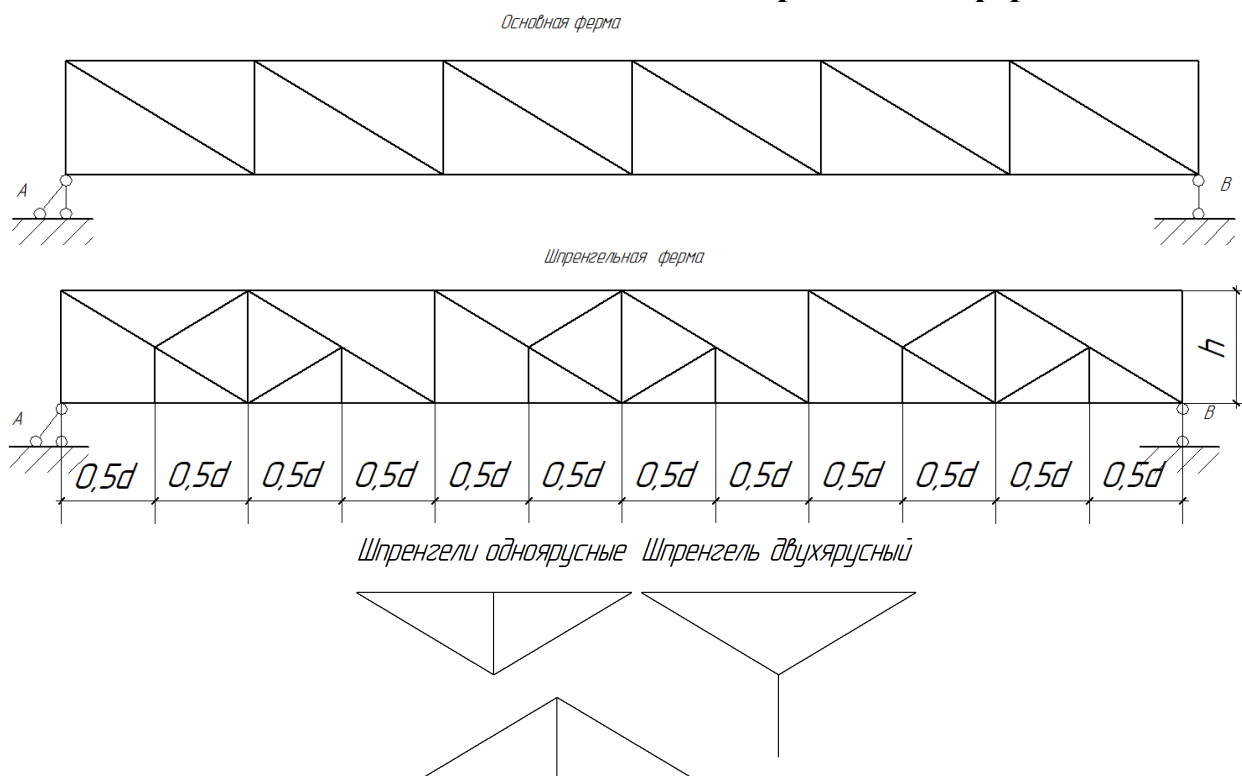 Основная ферма
A
B
Шпренгельная ферма
h
A
B
0,5d 0,5d 0,5d 0,5d 0,5d 0,5d 0,5d 0,5d 0,5d 0,5d 0,5d 0,5d
Шпренгели одноярусные Шпренгель двухярусный